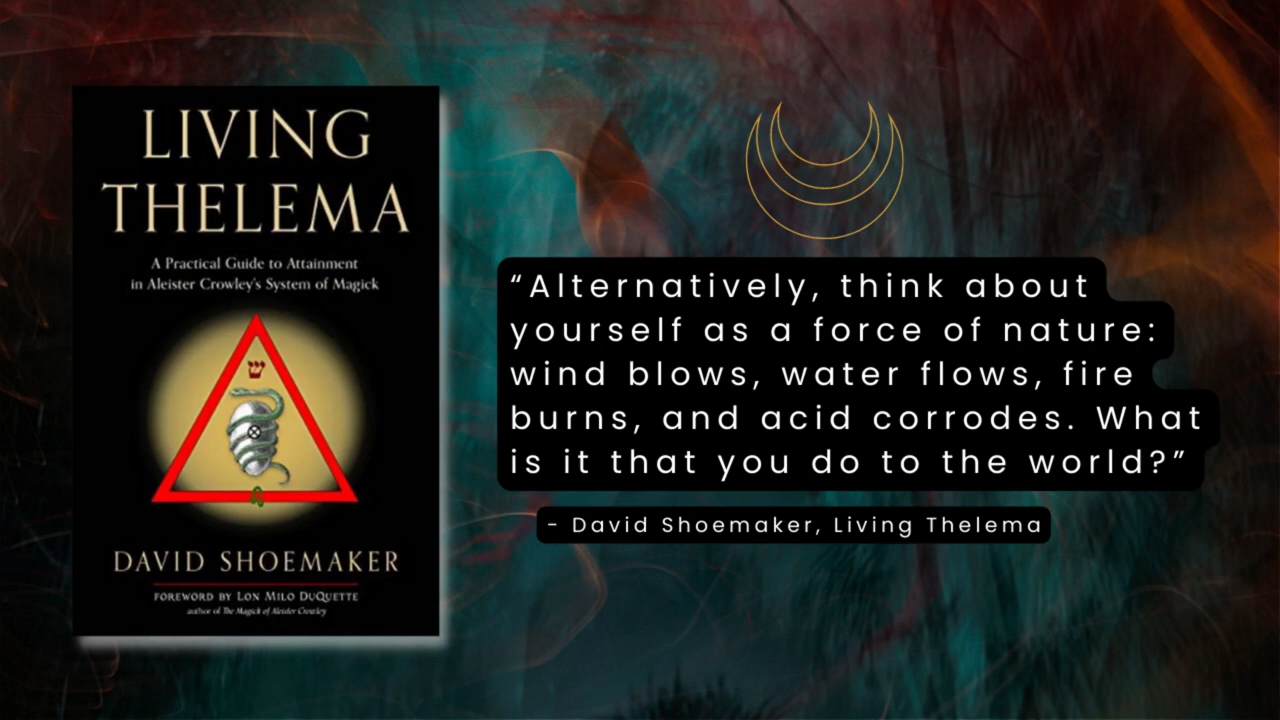 LIVING
THELEMA
A Practical Guide to Attainment
in Aleister Crowley's System of Magick
ש
DAVID SHOEMAKER
FOREWORD BY LON MILO DUQUETTE
author of The Magick of Aleister Crowley
“Alternatively, think about
yourself as a force of nature:
wind blows, water flows, fire
burns, and acid corrodes. What
is it that you do to the world?”
- David Shoemaker, Living Thelema